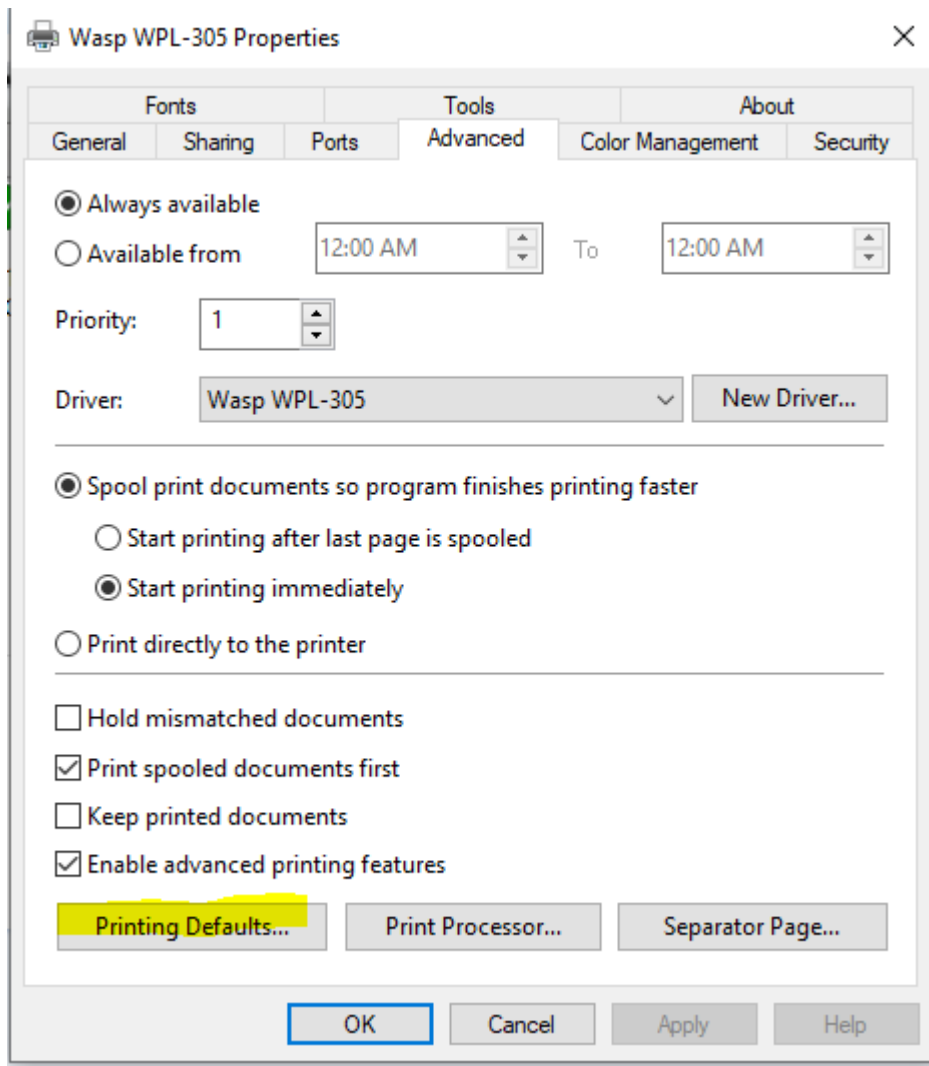 Wasp WPL-305 Properties
Fonts Tools About
General Sharing Ports Advanced Color Management Security
Always available
Available from 12:00 AM To 12:00 AM
Priority: 1
Driver: Wasp WPL-305 New Driver...
Spool print documents so program finishes printing faster
Start printing after last page is spooled
Start printing immediately
Print directly to the printer
Hold mismatched documents
Print spooled documents first
Keep printed documents
Enable advanced printing features
Printing Defaults... Print Processor... Separator Page...
OK Cancel Apply Help